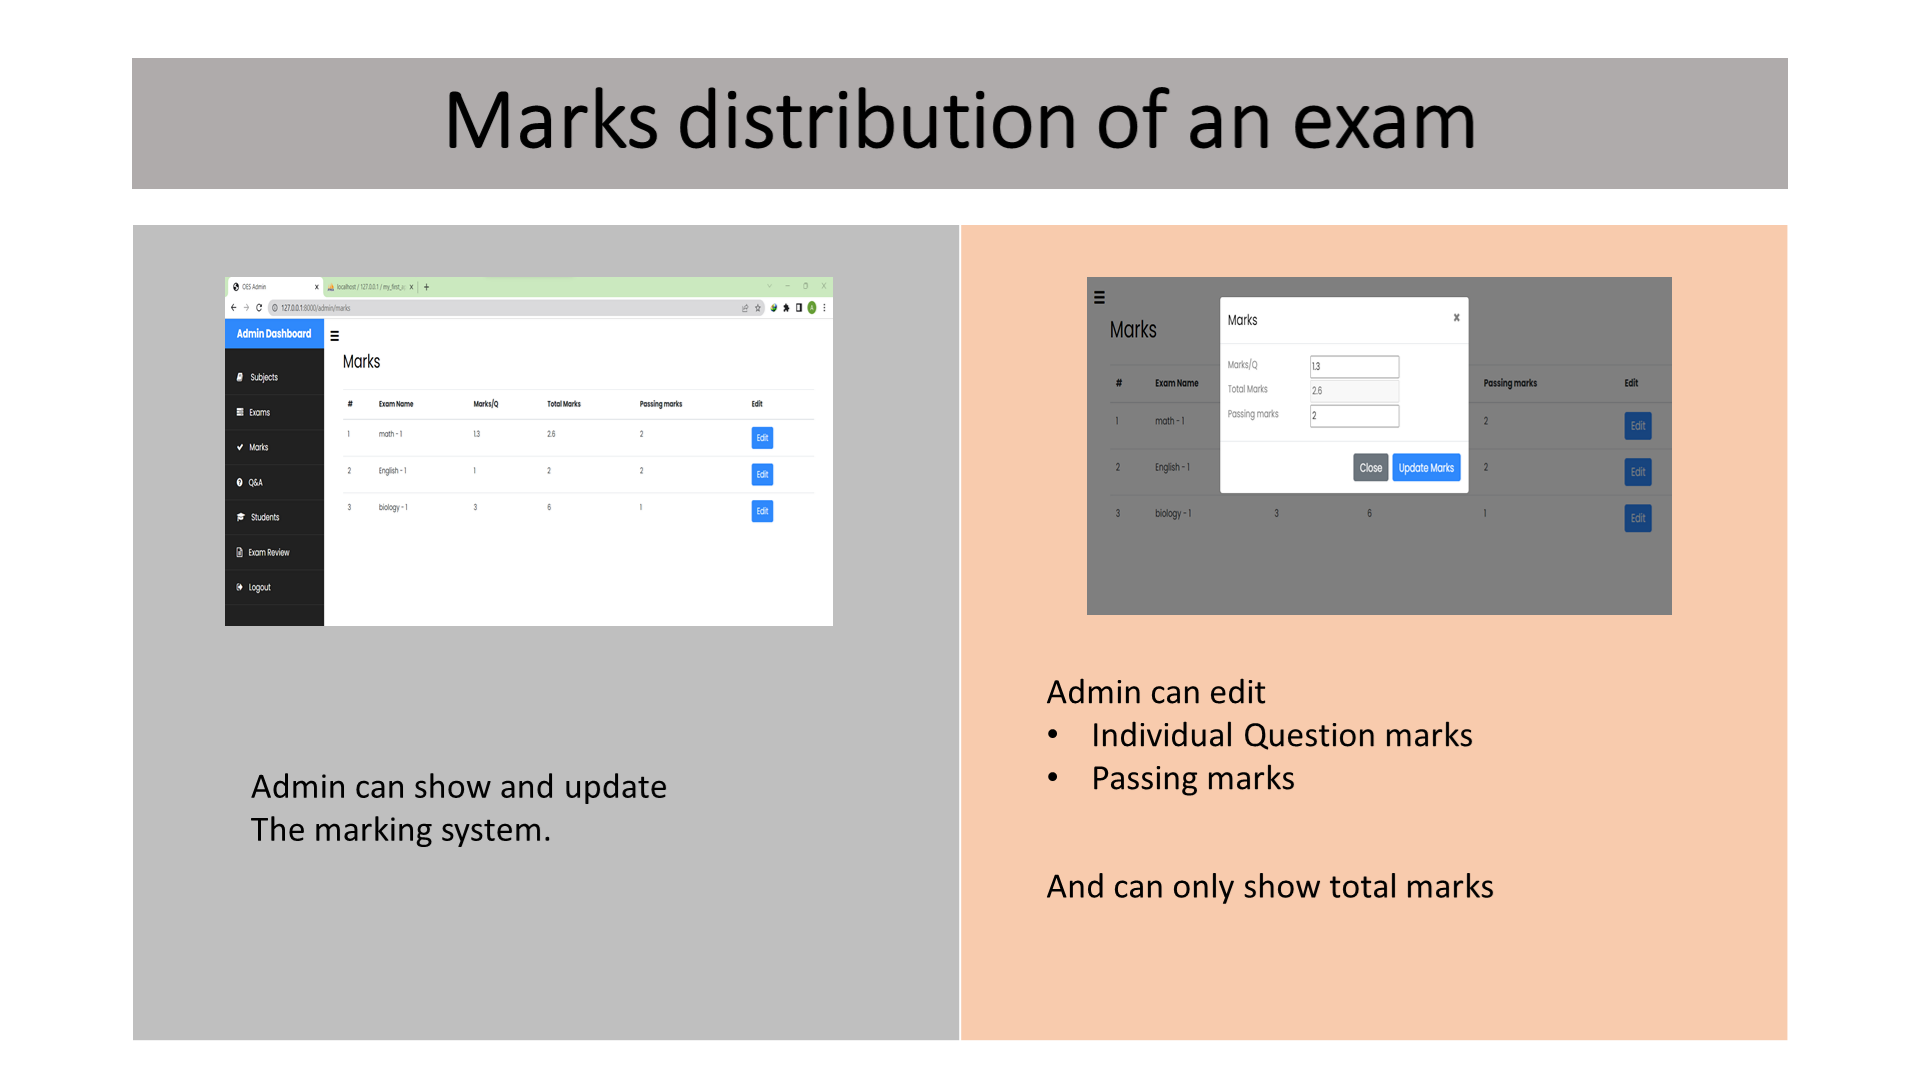 Marks distribution of an exam
OES Admin x localhost / 127.0.0.1 / my_first_ x +
127.0.0.1:8000/admin/marks
Admin Dashboard
Subjects
Exams
Marks
Q&A
Students
Exam Review
Logout
Marks
# Exam Name Marks/Q Total Marks Passing marks Edit
1 math - 1 1.3 2.6 2 Edit
2 English - 1 1 2 2 Edit
3 biology - 1 3 6 1 Edit
Admin can show and update
The marking system.
Marks
# Exam Name Passing marks Edit
1 math - 1 2 Edit
2 English - 1 2 Edit
3 biology - 1 3 6 1 Edit
Marks x
Marks/Q 1.3
Total Marks 2.6
Passing marks 2
Close Update Marks
Admin can edit
• Individual Question marks
• Passing marks
And can only show total marks